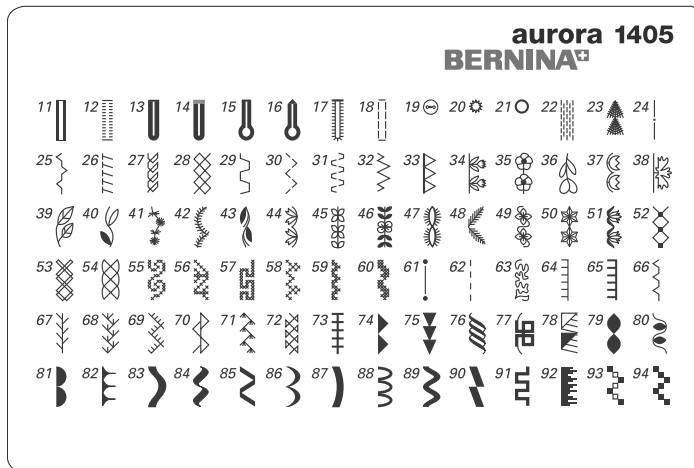 aurora 1405
BERNINA+
11 12 13 14 15 16 17 18 19 20 21 22 23 24
25 26 27 28 29 30 31 32 33 34 35 36 37 38
39 40 41 42 43 44 45 46 47 48 49 50 51 52
53 54 55 56 57 58 59 60 61 62 63 64 65 66
67 68 69 70 71 72 73 74 75 76 77 78 79 80
81 82 83 84 85 86 87 88 89 90 91 92 93 94